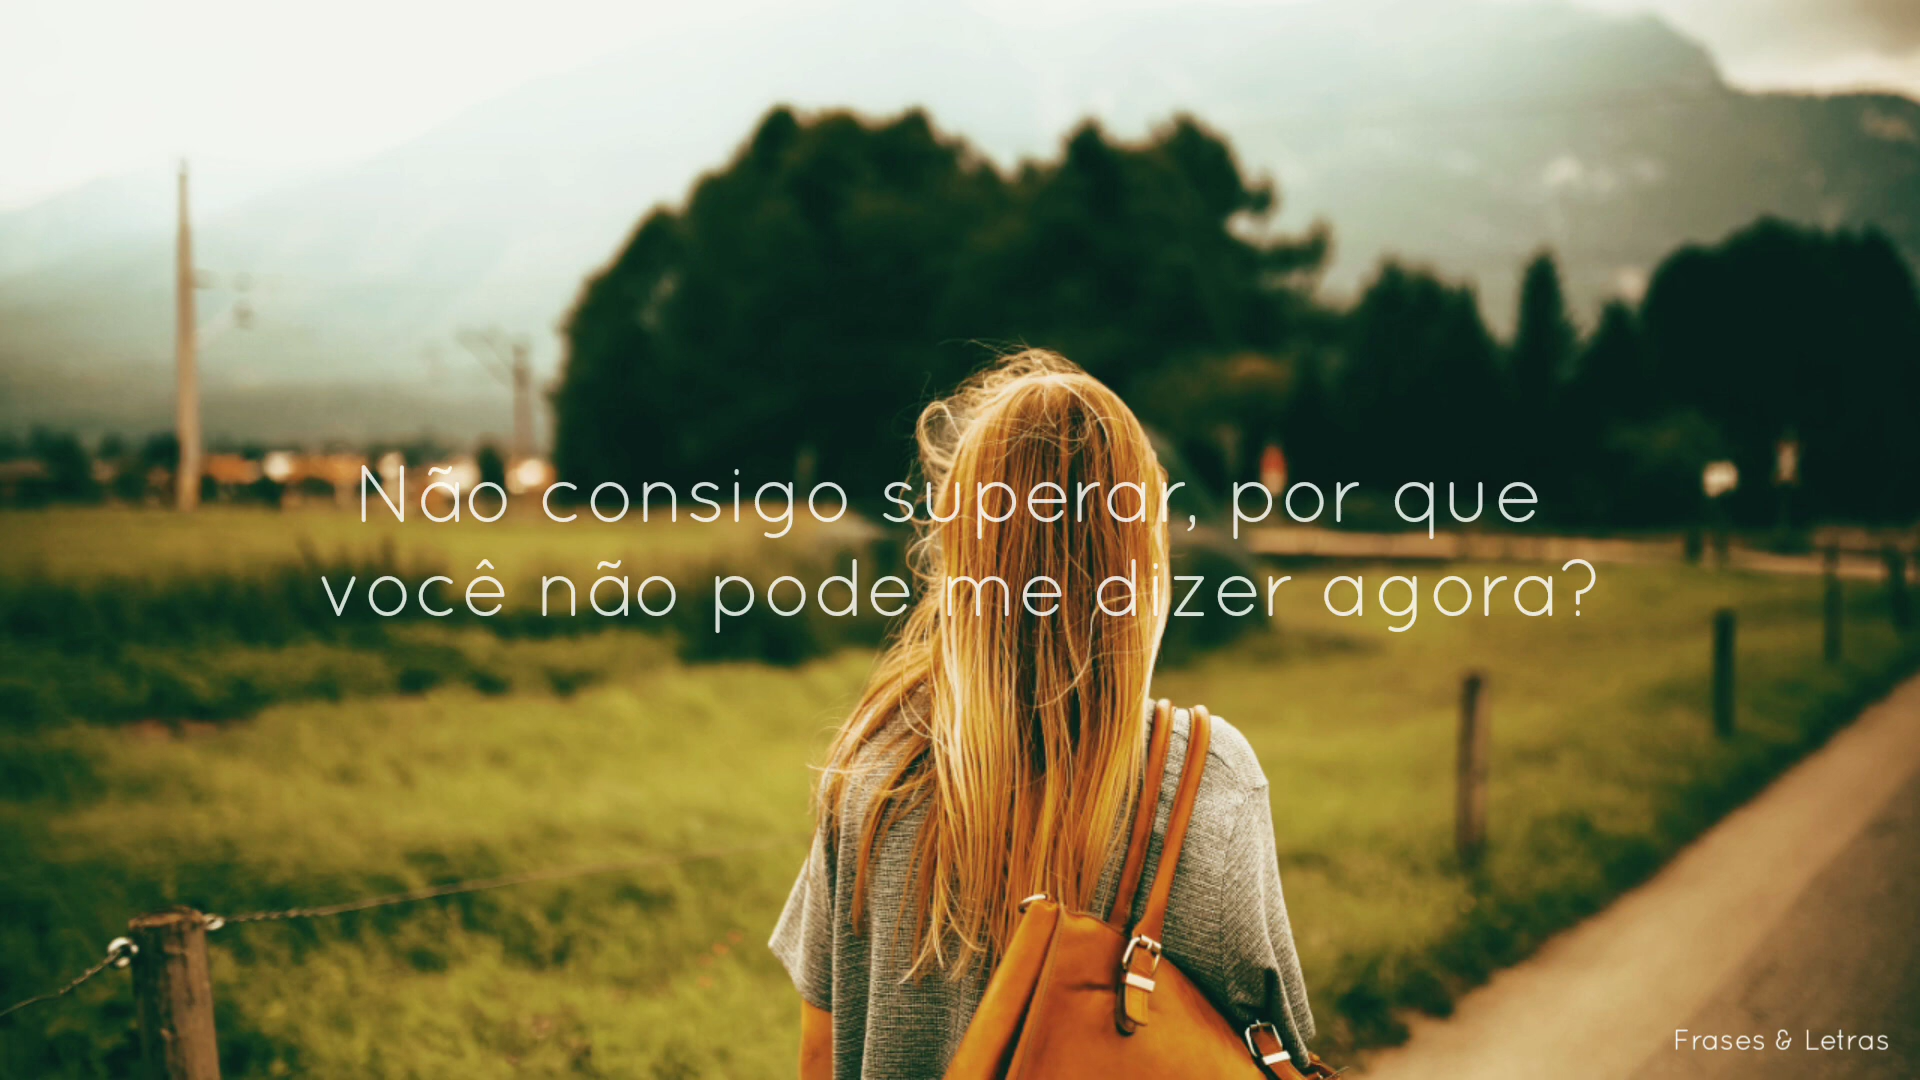 Não consigo superar, por que
você não pode me dizer agora?
Frases & Letras